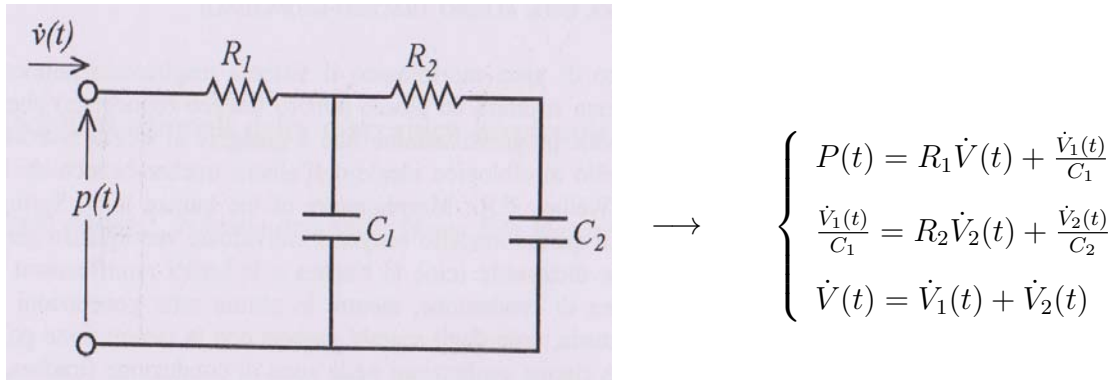 v̇(t)
R₁
R₂
p(t)
C₁
C₂
⟶
P(t) = R₁V̇(t) + V̇₁(t)/C₁
V̇₁(t)/C₁ = R₂V̇₂(t) + V̇₂(t)/C₂
V̇(t) = V̇₁(t) + V̇₂(t)